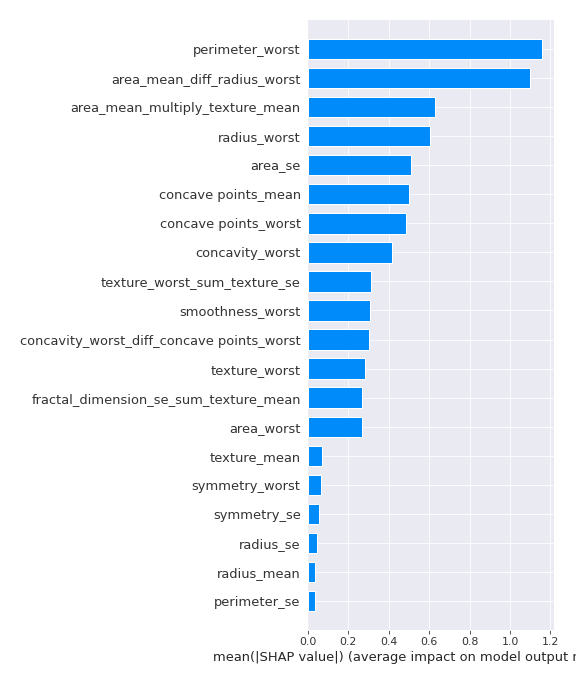 perimeter_worst
area_mean_diff_radius_worst
area_mean_multiply_texture_mean
radius_worst
area_se
concave points_mean
concave points_worst
concavity_worst
texture_worst_sum_texture_se
smoothness_worst
concavity_worst_diff_concave points_worst
texture_worst
fractal_dimension_se_sum_texture_mean
area_worst
texture_mean
symmetry_worst
symmetry_se
radius_se
radius_mean
perimeter_se
0.0 0.2 0.4 0.6 0.8 1.0 1.2
mean(|SHAP value|) (average impact on model output